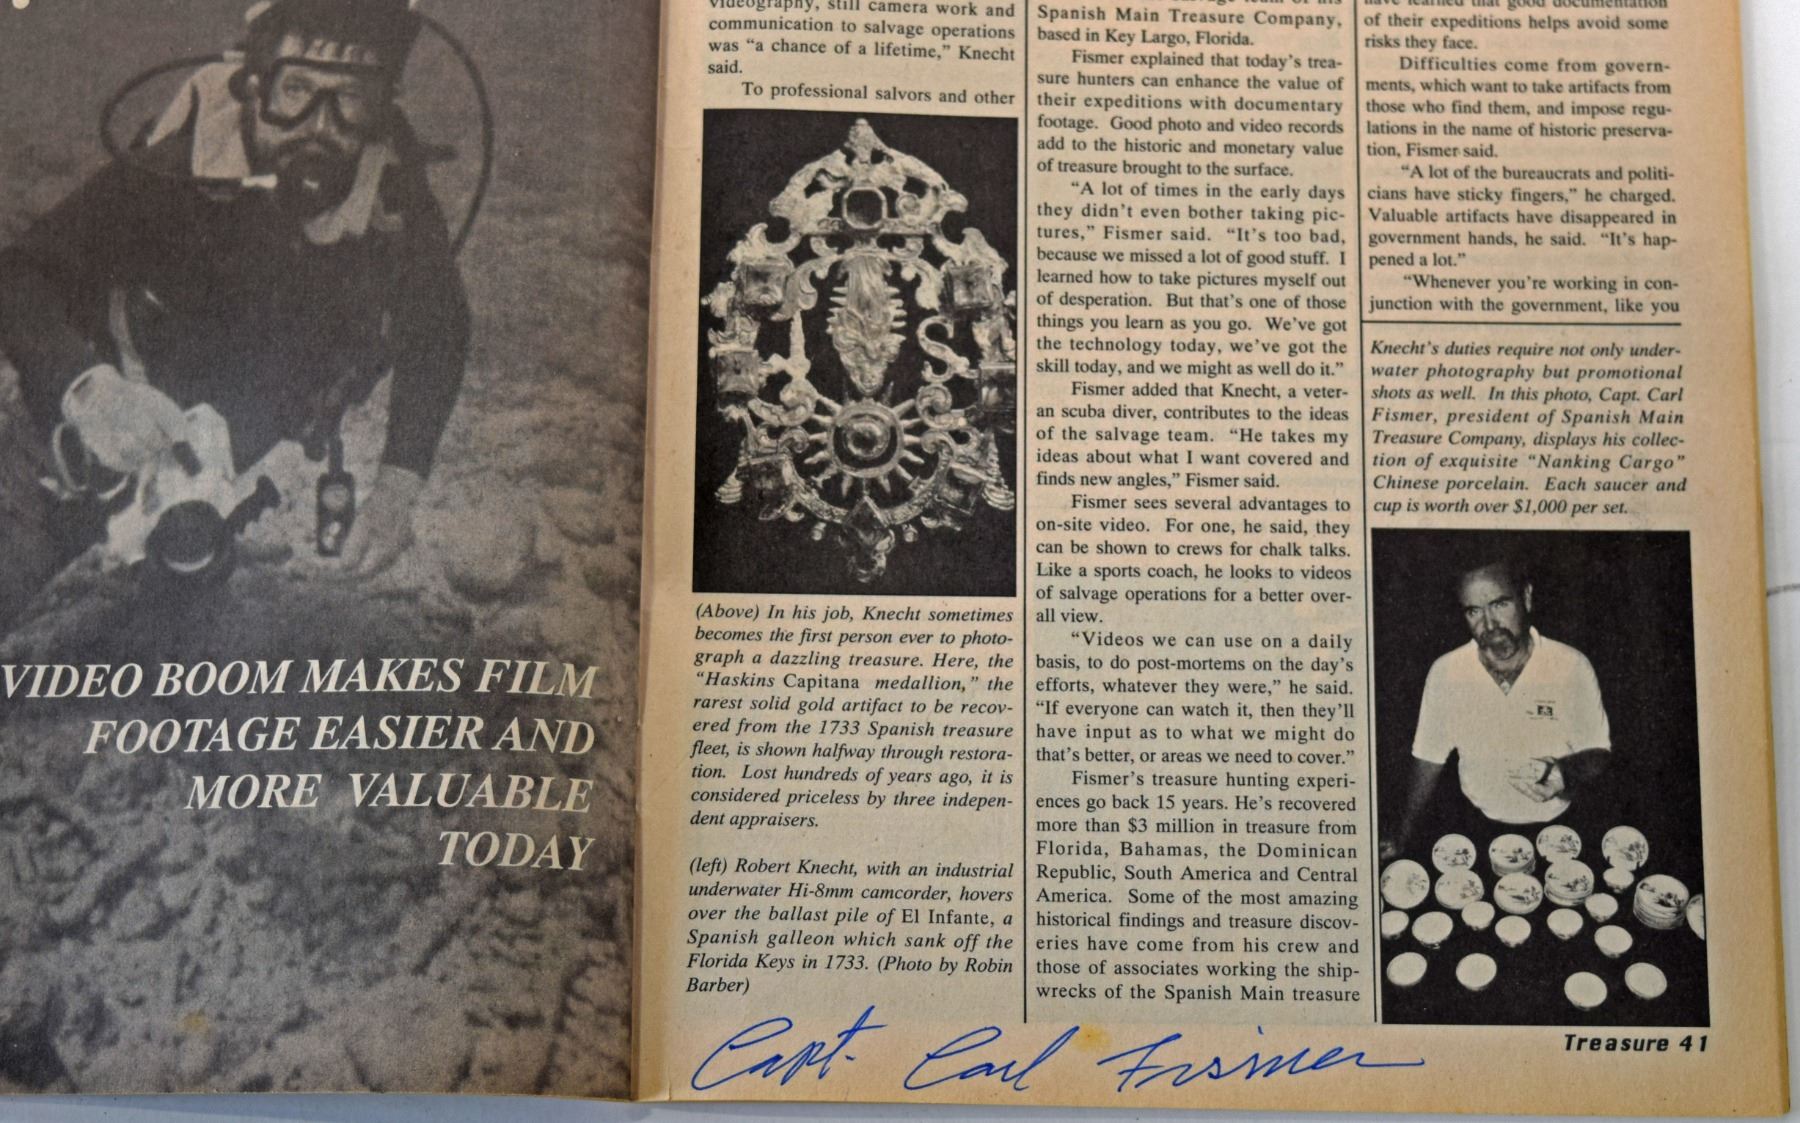 VIDEO BOOM MAKES FILM
FOOTAGE EASIER AND
MORE VALUABLE
TODAY
videography, still camera work and
communication to salvage operations
was “a chance of a lifetime,” Knecht
said.
To professional salvors and other
(Above) In his job, Knecht sometimes
becomes the first person ever to photo-
graph a dazzling treasure. Here, the
“Haskins Capitana medallion,” the
rarest solid gold artifact to be recov-
ered from the 1733 Spanish treasure
fleet, is shown halfway through restora-
tion. Lost hundreds of years ago, it is
considered priceless by three indepen-
dent appraisers.
(left) Robert Knecht, with an industrial
underwater Hi-8mm camcorder, hovers
over the ballast pile of El Infante, a
Spanish galleon which sank off the
Florida Keys in 1733. (Photo by Robin
Barber)
Spanish Main Treasure Company,
based in Key Largo, Florida.
Fismer explained that today’s trea-
sure hunters can enhance the value of
their expeditions with documentary
footage. Good photo and video records
add to the historic and monetary value
of treasure brought to the surface.
“A lot of times in the early days
they didn’t even bother taking pic-
tures,” Fismer said. “It’s too bad,
because we missed a lot of good stuff. I
learned how to take pictures myself out
of desperation. But that’s one of those
things you learn as you go. We’ve got
the technology today, we’ve got the
skill today, and we might as well do it.”
Fismer added that Knecht, a veter-
an scuba diver, contributes to the ideas
of the salvage team. “He takes my
ideas about what I want covered and
finds new angles,” Fismer said.
Fismer sees several advantages to
on-site video. For one, he said, they
can be shown to crews for chalk talks.
Like a sports coach, he looks to videos
of salvage operations for a better over-
all view.
“Videos we can use on a daily
basis, to do post-mortems on the day’s
efforts, whatever they were,” he said.
“If everyone can watch it, then they’ll
have input as to what we might do
that’s better, or areas we need to cover.”
Fismer’s treasure hunting experi-
ences go back 15 years. He’s recovered
more than $3 million in treasure from
Florida, Bahamas, the Dominican
Republic, South America and Central
America. Some of the most amazing
historical findings and treasure discov-
eries have come from his crew and
those of associates working the ship-
wrecks of the Spanish Main treasure
have learned that good documentation
of their expeditions helps avoid some
risks they face.
Difficulties come from govern-
ments, which want to take artifacts from
those who find them, and impose regu-
lations in the name of historic preserva-
tion, Fismer said.
“A lot of the bureaucrats and politi-
cians have sticky fingers,” he charged.
Valuable artifacts have disappeared in
government hands, he said. “It’s hap-
pened a lot.”
“Whenever you’re working in con-
junction with the government, like you
Knecht’s duties require not only under-
water photography but promotional
shots as well. In this photo, Capt. Carl
Fismer, president of Spanish Main
Treasure Company, displays his collec-
tion of exquisite “Nanking Cargo”
Chinese porcelain. Each saucer and
cup is worth over $1,000 per set.
Treasure 41
Capt. Carl Fismer